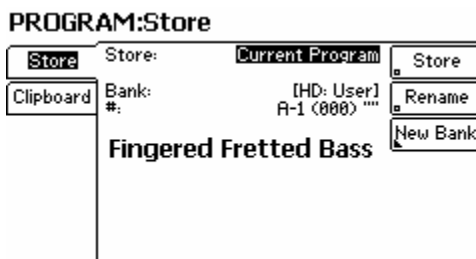 PROGRAM:Store
Store Store: Current Program Store
Clipboard Bank: [HD: User] Rename
#: A-1 (000) ""
New Bank
Fingered Fretted Bass